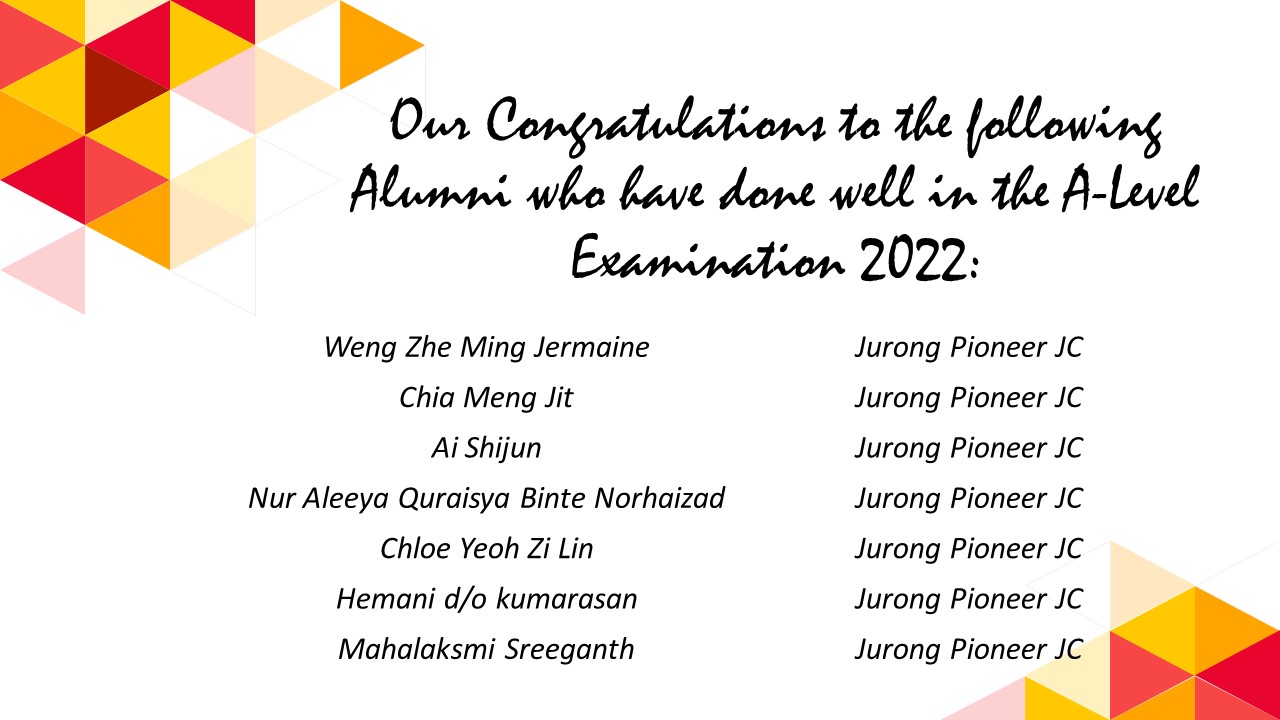 Our Congratulations to the following
Alumni who have done well in the A-Level
Examination 2022:
Weng Zhe Ming Jermaine Jurong Pioneer JC
Chia Meng Jit Jurong Pioneer JC
Ai Shijun Jurong Pioneer JC
Nur Aleeya Quraisya Binte Norhaizad Jurong Pioneer JC
Chloe Yeoh Zi Lin Jurong Pioneer JC
Hemani d/o kumarasan Jurong Pioneer JC
Mahalaksmi Sreeganth Jurong Pioneer JC